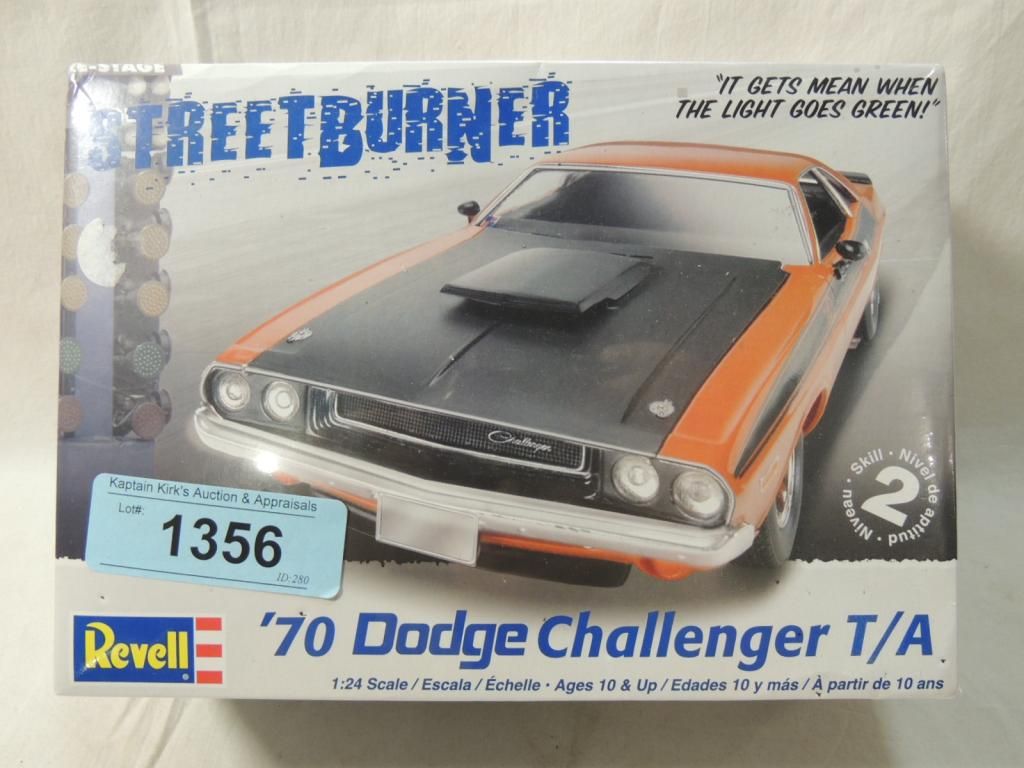 E-STAGE
STREETBURNER
"IT GETS MEAN WHEN
THE LIGHT GOES GREEN!"
Challenger
Skill • Nivel de aptitud • Niveau •
2
Kaptain Kirk's Auction & Appraisals
Lot#: 1356
ID:280
Revell
'70 Dodge Challenger T/A
1:24 Scale / Escala / Échelle • Ages 10 & Up / Edades 10 y más / À partir de 10 ans